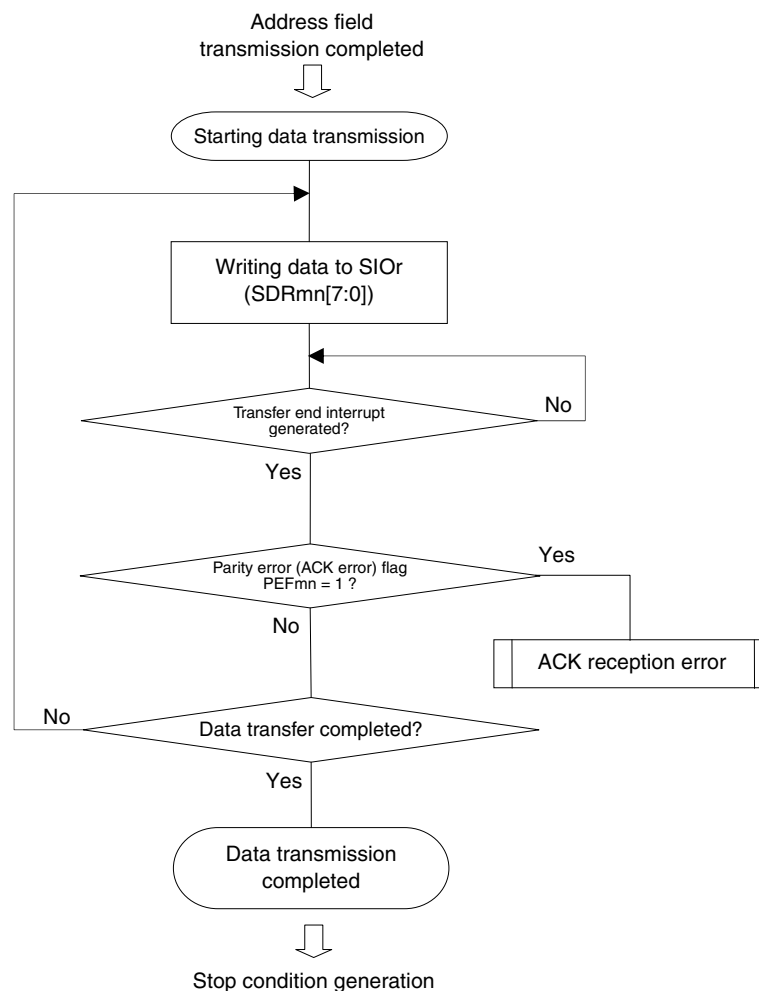 Address field
transmission completed
Starting data transmission
Writing data to SIOr
(SDRmn[7:0])
Transfer end interrupt
generated?
No
Yes
Parity error (ACK error) flag
PEFmn = 1 ?
Yes
No
ACK reception error
No
Data transfer completed?
Yes
Data transmission
completed
Stop condition generation